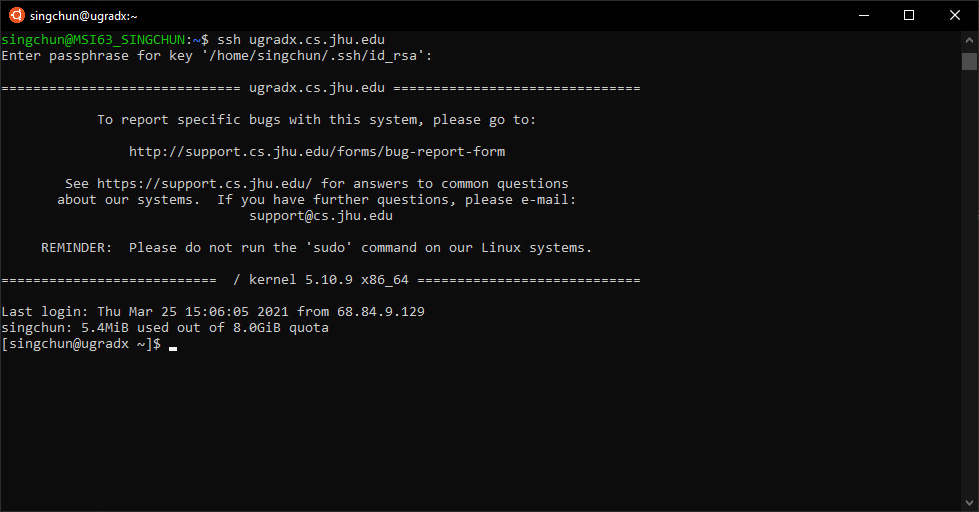 singchun@ugradx:~
singchun@MSI63_SINGCHUN:~$ ssh ugradx.cs.jhu.edu
Enter passphrase for key '/home/singchun/.ssh/id_rsa':
============================== ugradx.cs.jhu.edu ===============================
To report specific bugs with this system, please go to:
http://support.cs.jhu.edu/forms/bug-report-form
See https://support.cs.jhu.edu/ for answers to common questions
about our systems.  If you have further questions, please e-mail:
support@cs.jhu.edu
REMINDER:  Please do not run the 'sudo' command on our Linux systems.
===========================  / kernel 5.10.9 x86_64 ============================
Last login: Thu Mar 25 15:06:05 2021 from 68.84.9.129
singchun: 5.4MiB used out of 8.0GiB quota
[singchun@ugradx ~]$